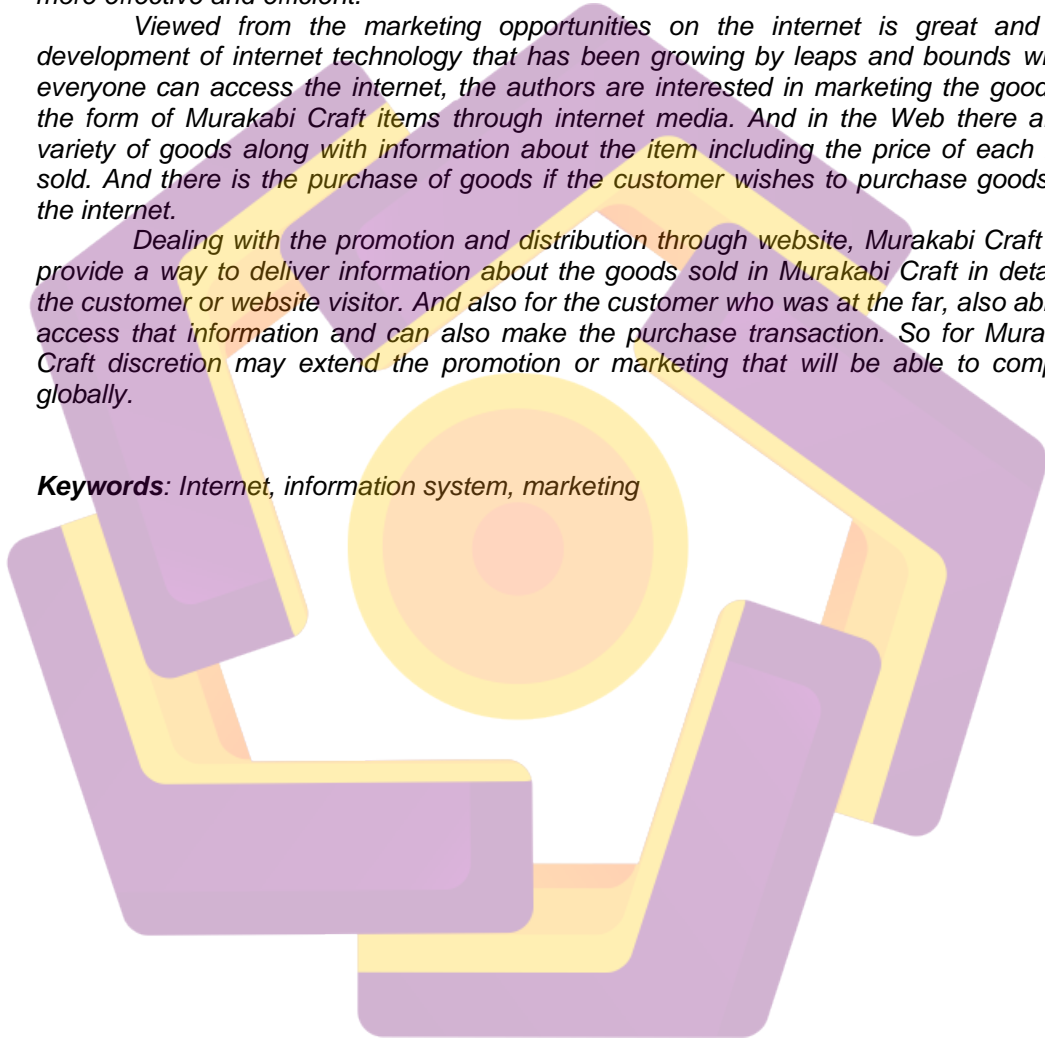 more effective and efficient.
Viewed from the marketing opportunities on the internet is great and
development of internet technology that has been growing by leaps and bounds
everyone can access the internet, the authors are interested in marketing the
the form of Murakabi Craft items through internet media. And in the Web there
variety of goods along with information about the item including the price of each
sold. And there is the purchase of goods if the customer wishes to purchase goods
the internet.
Dealing with the promotion and distribution through website, Murakabi Craft
provide a way to deliver information about the goods sold in Murakabi Craft in
the customer or website visitor. And also for the customer who was at the far, also
access that information and can also make the purchase transaction. So for
Craft discretion may extend the promotion or marketing that will be able to
globally.
Keywords: Internet, information system, marketing